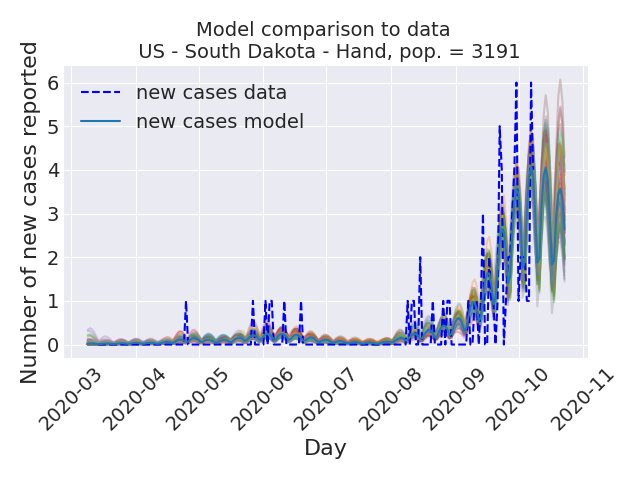 Model comparison to data
US - South Dakota - Hand, pop. = 3191
Number of new cases reported
6
5
4
3
2
1
0
new cases data
new cases model
2020-03
2020-04
2020-05
2020-06
2020-07
2020-08
2020-09
2020-10
2020-11
Day